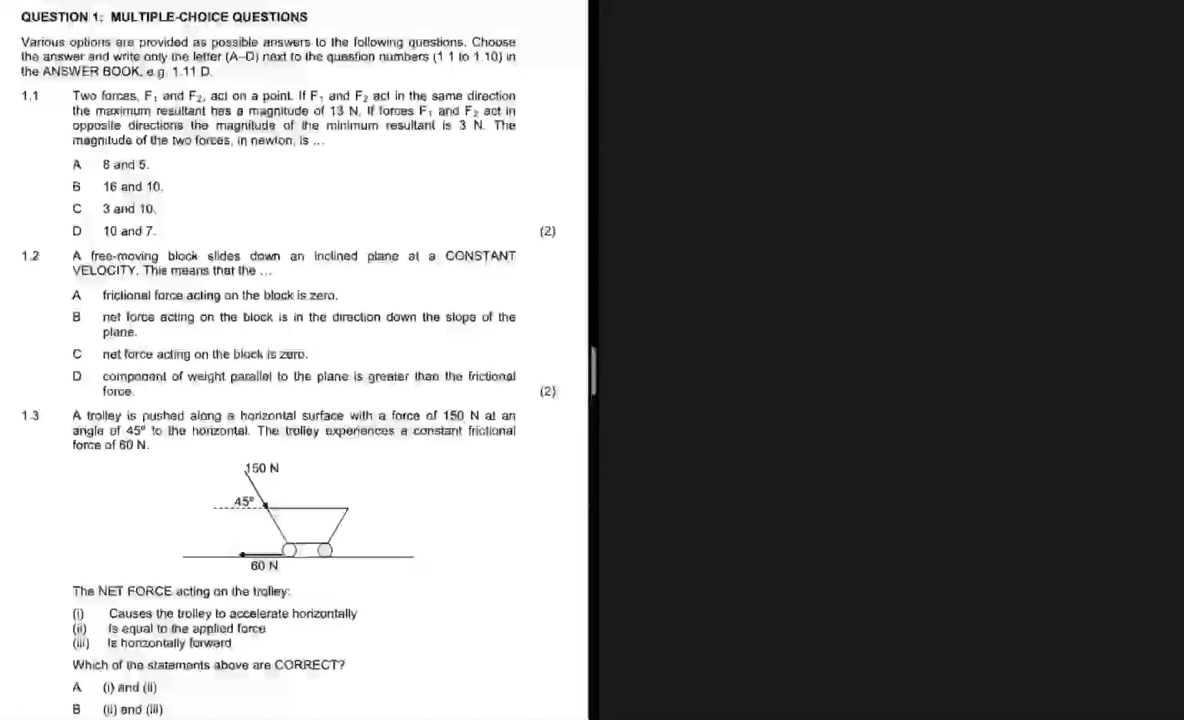 QUESTION 1: MULTIPLE-CHOICE QUESTIONS
Various options are provided as possible answers to the following questions. Choose
the answer and write only the letter (A–D) next to the question numbers (1.1 to 1.10) in
the ANSWER BOOK, e.g. 1.11 D.
1.1 Two forces, F₁ and F₂, act on a point. If F₁ and F₂ act in the same direction
the maximum resultant has a magnitude of 13 N. If forces F₁ and F₂ act in
opposite directions the magnitude of the minimum resultant is 3 N. The
magnitude of the two forces, in newton, is ...
A 8 and 5.
B 16 and 10.
C 3 and 10.
D 10 and 7. (2)
1.2 A free-moving block slides down an inclined plane at a CONSTANT
VELOCITY. This means that the ...
A frictional force acting on the block is zero.
B net force acting on the block is in the direction down the slope of the
plane.
C net force acting on the block is zero.
D component of weight parallel to the plane is greater than the frictional
force. (2)
1.3 A trolley is pushed along a horizontal surface with a force of 150 N at an
angle of 45° to the horizontal. The trolley experiences a constant frictional
force of 60 N.
150 N
45°
60 N
The NET FORCE acting on the trolley:
(i) Causes the trolley to accelerate horizontally
(ii) Is equal to the applied force
(iii) Is horizontally forward
Which of the statements above are CORRECT?
A (i) and (ii)
B (ii) and (iii)